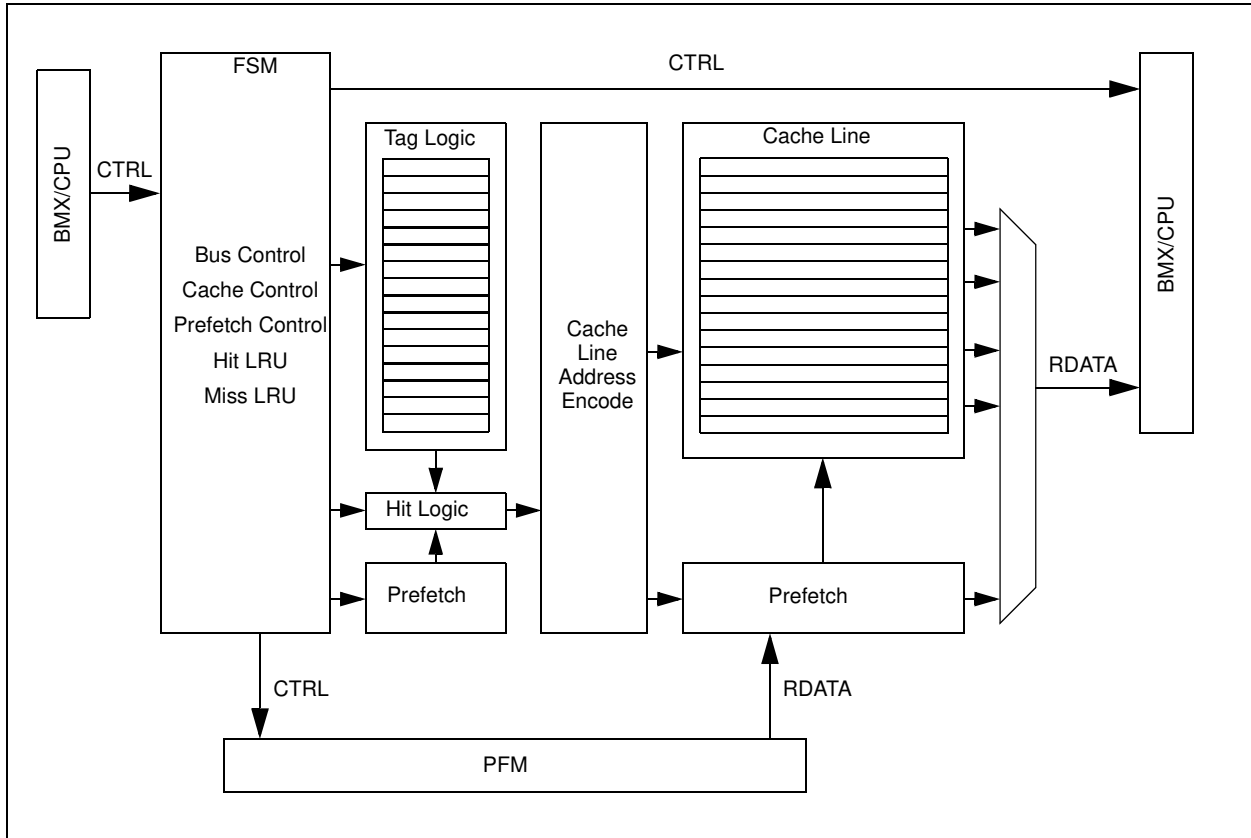 FSM
CTRL
BMX/CPU
CTRL
Tag Logic
Cache Line
BMX/CPU
Bus Control
Cache Control
Prefetch Control
Hit LRU
Miss LRU
Cache
Line
Address
Encode
RDATA
Hit Logic
Prefetch
Prefetch
CTRL
RDATA
PFM